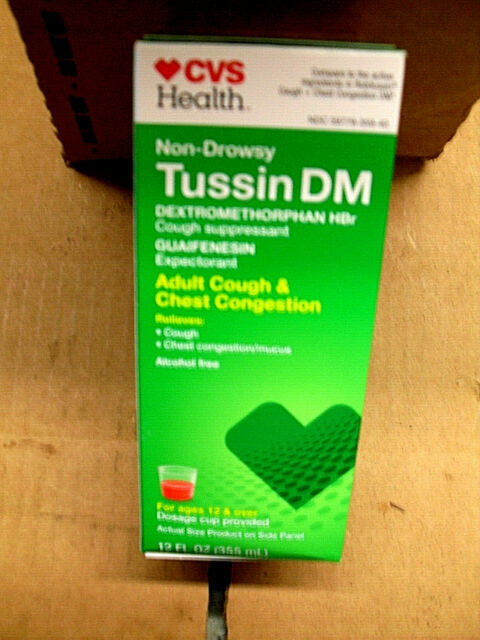 CVS
Health
Compare to the active
ingredients in Robitussin®
Cough + Chest Congestion DM*
NDC
Non-Drowsy
Tussin DM
DEXTROMETHORPHAN HBr
Cough suppressant
GUAIFENESIN
Expectorant
Adult Cough &
Chest Congestion
Relieves:
• Cough
• Chest congestion/mucus
Alcohol free
For ages 12 & over
Dosage cup provided
Actual Size Product on Side Panel
12 FL OZ (355 mL)